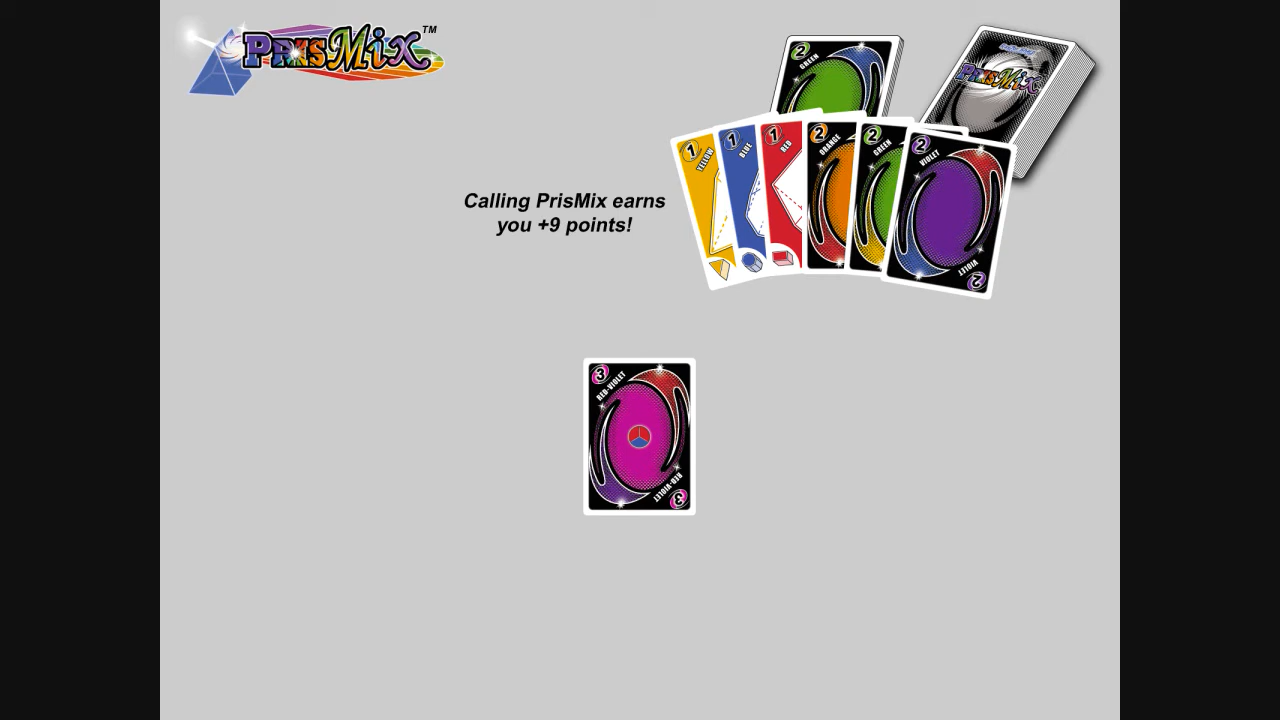 PRISMIX™
2
GREEN
PRISMIX
1
YELLOW
1
BLUE
1
RED
2
ORANGE
2
GREEN
2
VIOLET
VIOLET
2
Calling PrisMix earns
you +9 points!
3
RED-VIOLET
RED-VIOLET
3